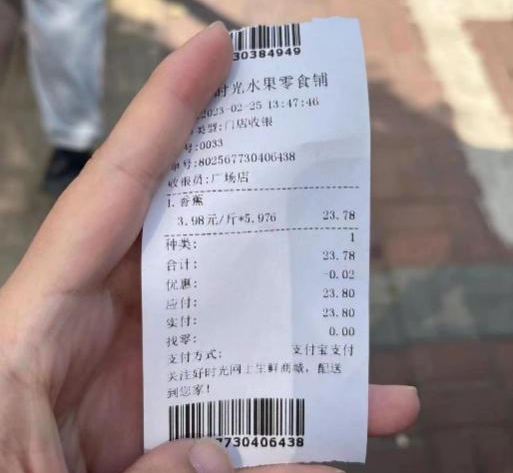 30384949
时光水果零食铺
2023-02-25 13:47:46
类型:门店收银
号:0033
单号:802567730406438
收银员:广场店
1.香蕉
3.98元/斤*5.976 23.78
种类: 1
合计: 23.78
优惠: -0.02
应付: 23.80
实付: 23.80
找零: 0.00
支付方式: 支付宝支付
关注好时光网上生鲜商城，配送
到您家!
7730406438